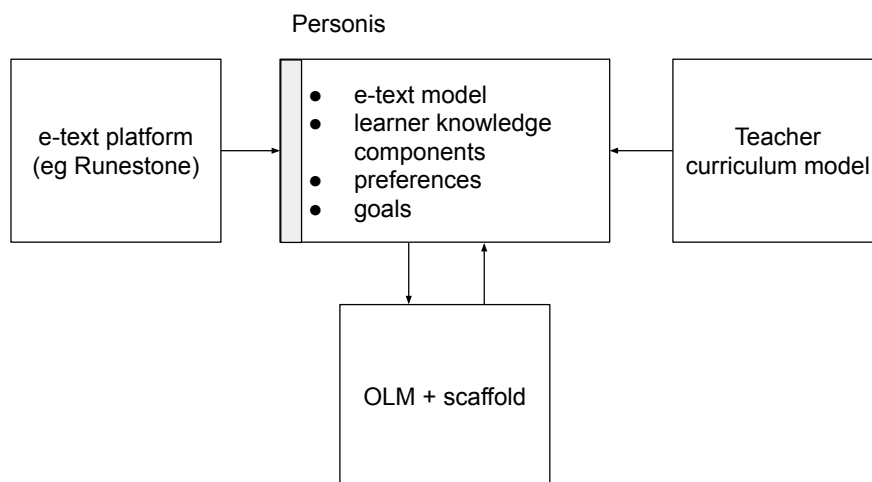 Personis
e-text platform
(eg Runestone)
● e-text model
● learner knowledge
components
● preferences
● goals
Teacher
curriculum model
OLM + scaffold